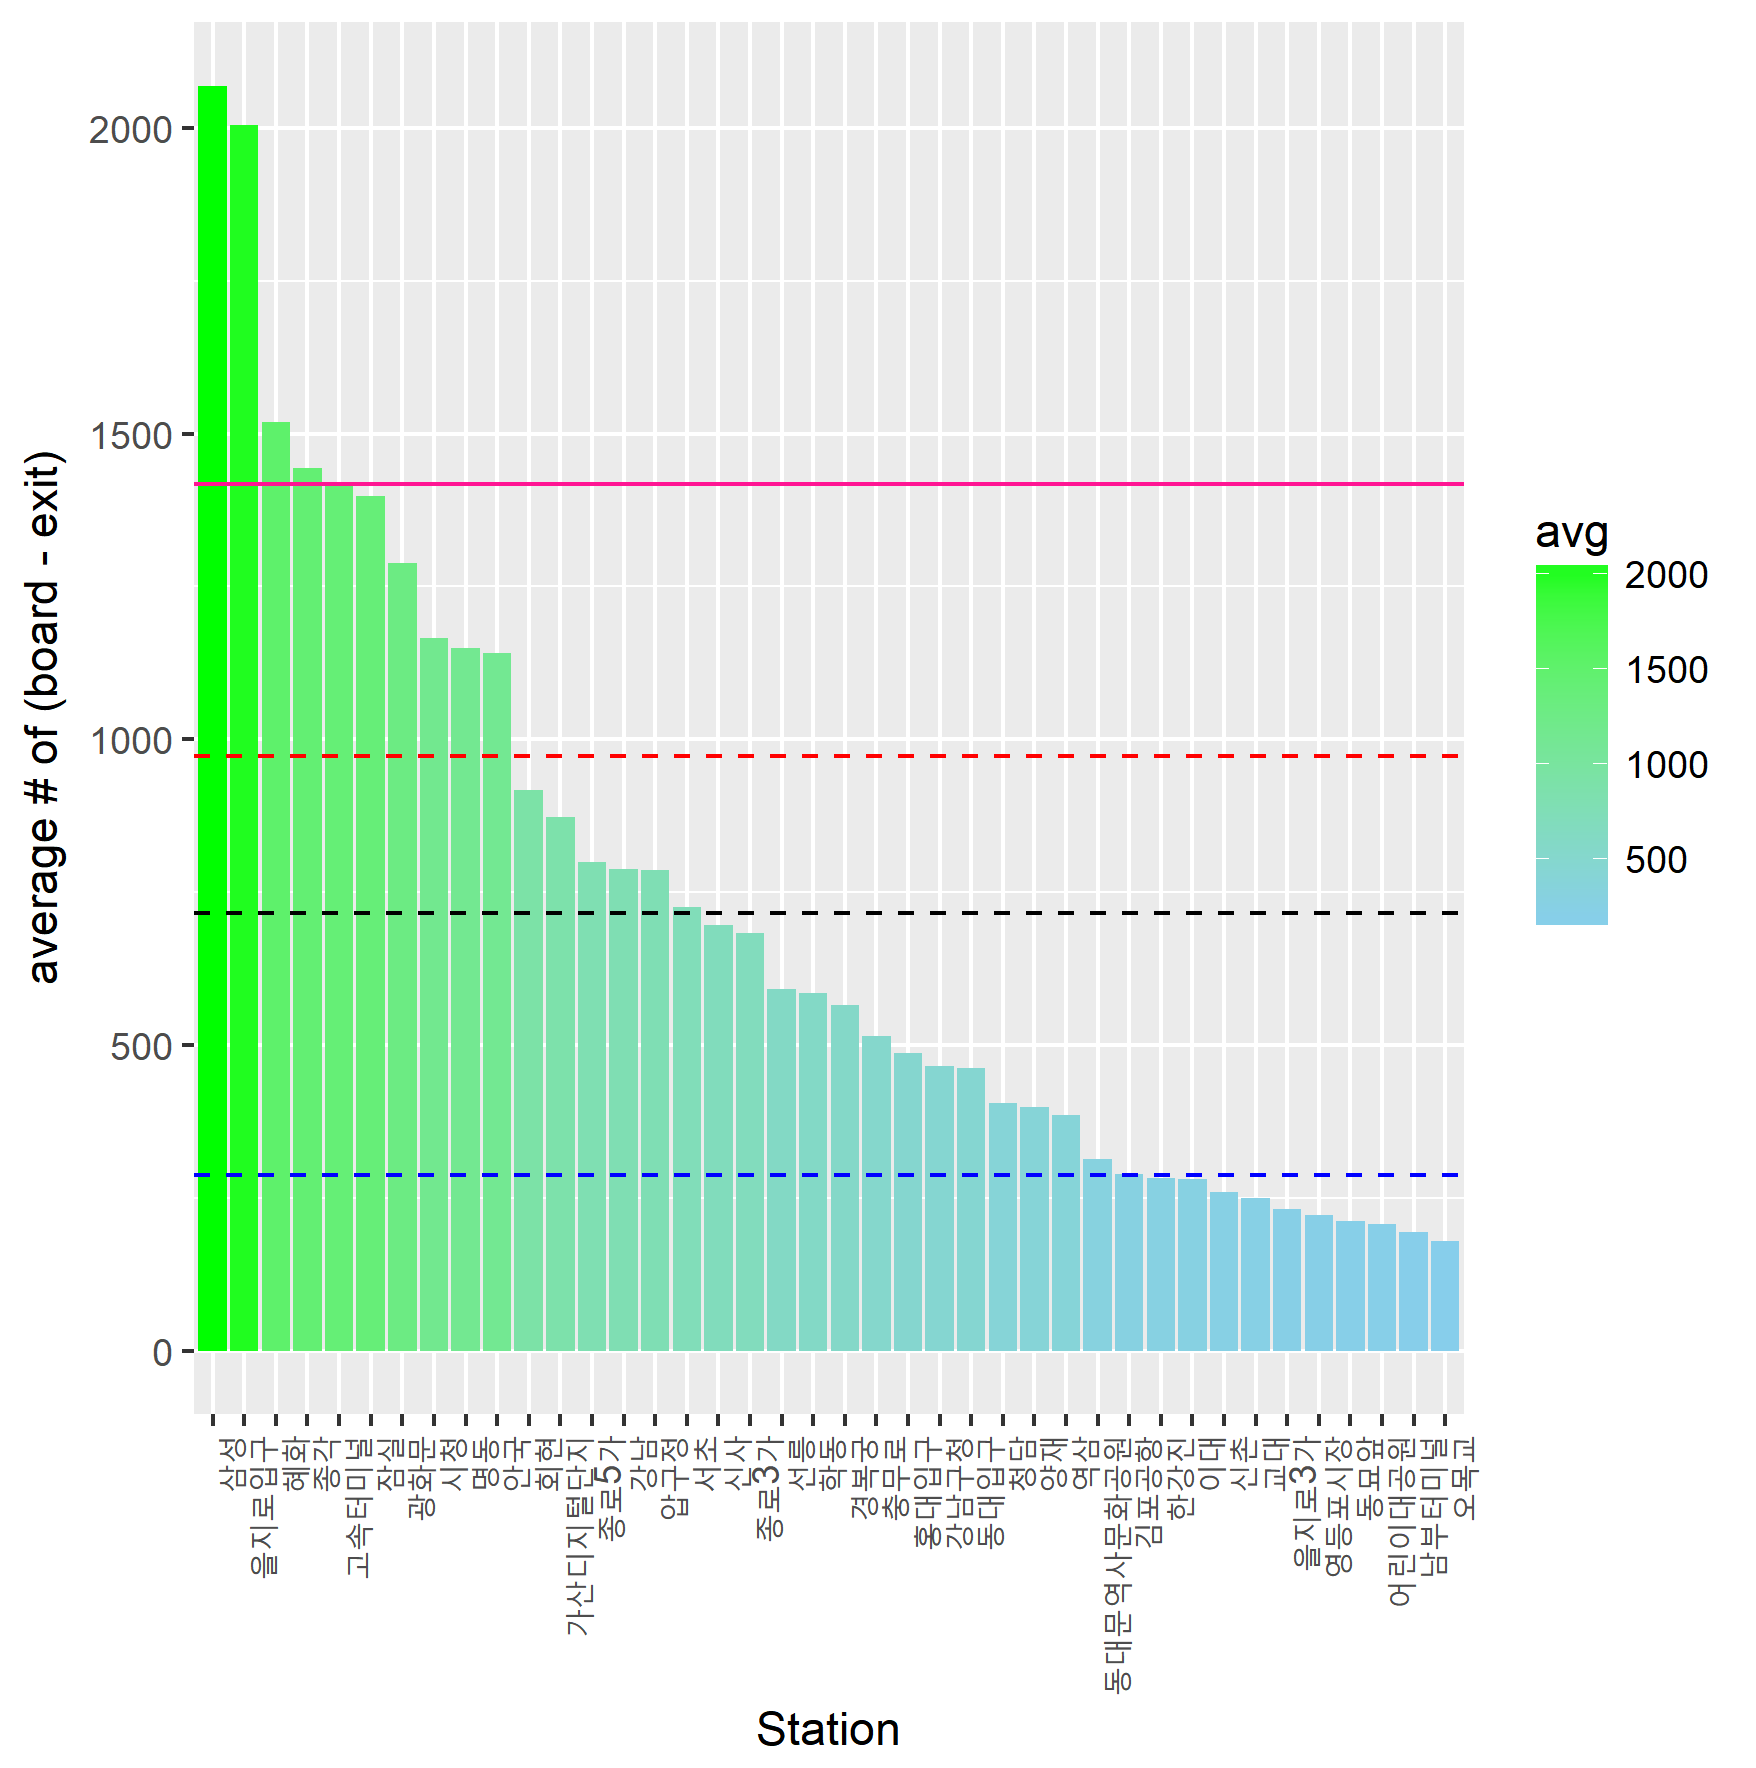 average # of (board - exit)
2000
1500
1000
500
0
삼성
을지로입구
혜화
종각
고속터미널
잠실
광화문
시청
명동
안국
회현
가산디지털단지
종로5가
강남
압구정
서초
신사
종로3가
선릉
학동
경복궁
충무로
홍대입구
강남구청
동대입구
청담
양재
역삼
동대문역사문화공원
김포공항
한강진
이대
신촌
교대
을지로3가
영등포시장
동묘앞
어린이대공원
남부터미널
오목교
Station
avg
2000
1500
1000
500